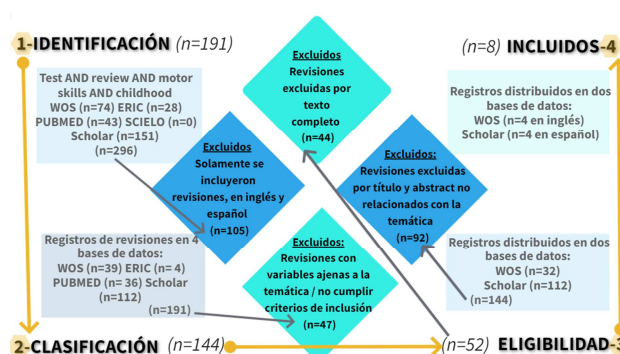 1-IDENTIFICACIÓN (n=191)
Test AND review AND motor
skills AND childhood
WOS (n=74) ERIC (n=28)
PUBMED (n=43) SCIELO (n=0)
Scholar (n=151)
(n=296)
Excluidos
Revisiones
excluidas por
texto
completo
(n=44)
(n=8) INCLUIDOS-4
Registros distribuidos en dos
bases de datos:
WOS (n=4 en inglés)
Scholar (n=4 en español)
Excluidos
Solamente se
incluyeron
revisiones, en inglés y
español
(n=105)
Excluidos:
Revisiones excluidas
por título y abstract no
relacionados con la
temática
(n=92)
Registros de revisiones en 4
bases de datos:
WOS (n=39) ERIC (n=4)
PUBMED (n= 36) Scholar
(n=112)
(n=191)
Excluidos:
Revisiones con
variables ajenas a la
temática / no cumplir
criterios de inclusión
(n=47)
Registros distribuidos en dos
bases de datos:
WOS (n=32)
Scholar (n=112)
(n=144)
2-CLASIFICACIÓN (n=144)
(n=52) ELIGIBILIDAD-3